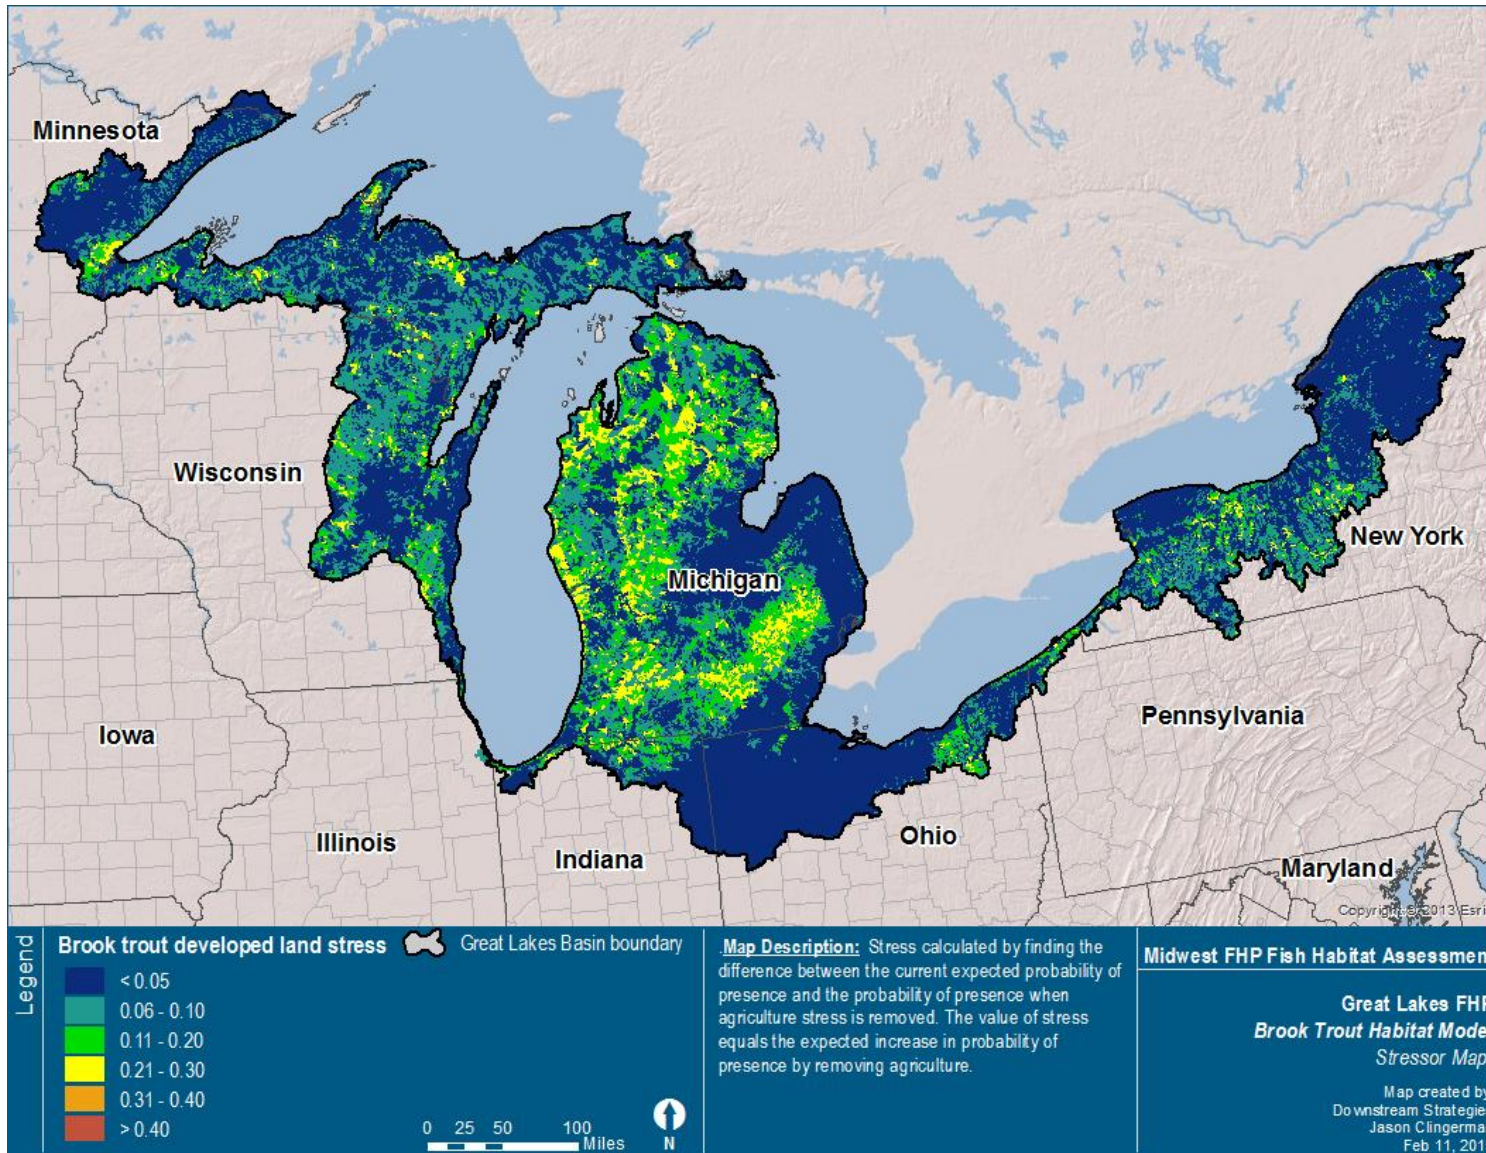 Minnesota
Wisconsin
Michigan
New York
Iowa
Pennsylvania
Illinois
Indiana
Ohio
Maryland
Copyright:© 2013 Esri
Legend
Brook trout developed land stress
Great Lakes Basin boundary
< 0.05
0.06 - 0.10
0.11 - 0.20
0.21 - 0.30
0.31 - 0.40
> 0.40
0 25 50 100
Miles
N
Map Description: Stress calculated by finding the
difference between the current expected probability of
presence and the probability of presence when
agriculture stress is removed. The value of stress
equals the expected increase in probability of
presence by removing agriculture.
Midwest FHP Fish Habitat Assessmen
Great Lakes FHP
Brook Trout Habitat Mode
Stressor Map
Map created by
Downstream Strategie
Jason Clingerma
Feb 11, 201